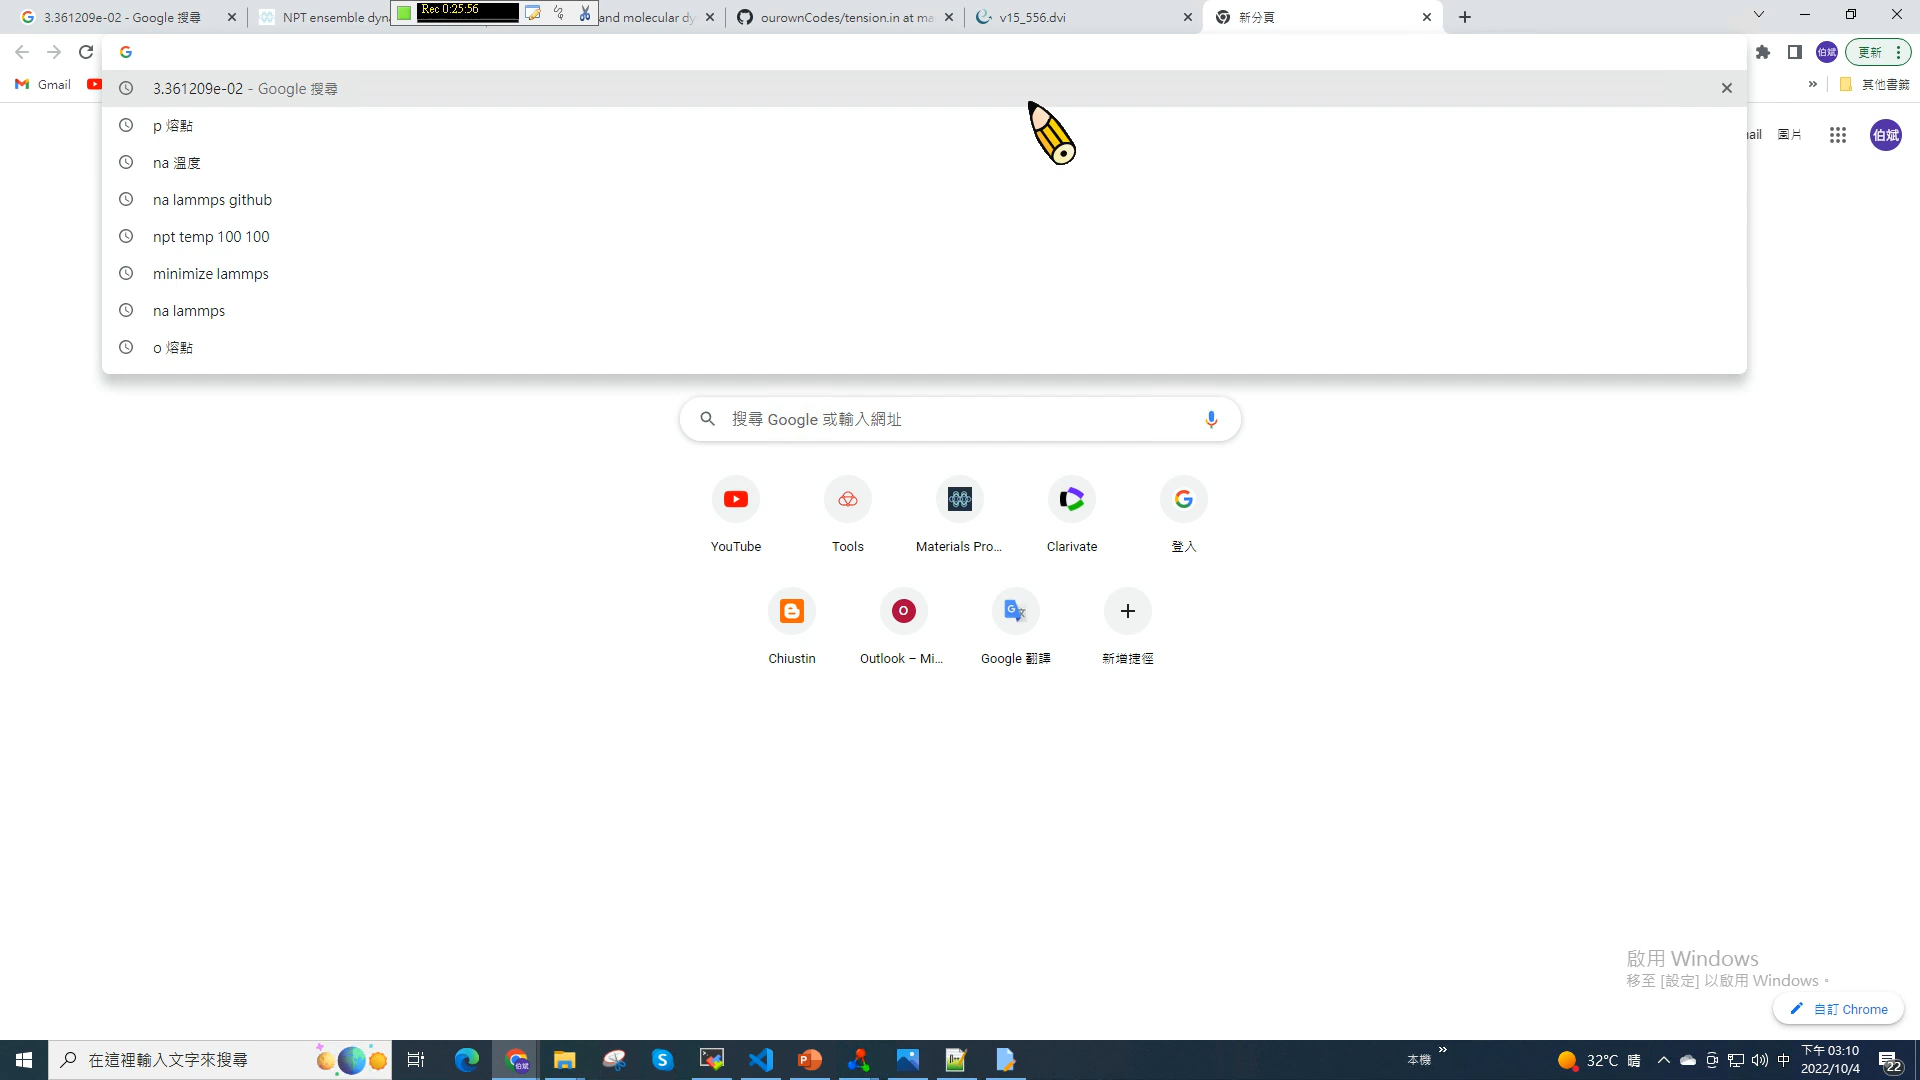 3.361209e-02 - Google 搜尋
NPT ensemble dyn
Rec 0:25:56
and molecular dy
ourownCodes/tension.in at ma
v15_556.dvi
新分頁
伯斌
更新
Gmail
其他書籤
3.361209e-02 - Google 搜尋
p 熔點
na 溫度
na lammps github
npt temp 100 100
minimize lammps
na lammps
o 熔點
ail
圖片
伯斌
搜尋 Google 或輸入網址
YouTube
Tools
Materials Pro...
Clarivate
登入
Chiustin
Outlook – Mi...
Google 翻譯
新增捷徑
啟用 Windows
移至 [設定] 以啟用 Windows。
自訂 Chrome
在這裡輸入文字來搜尋
本機
32°C 晴
中
下午 03:10
2022/10/4
22